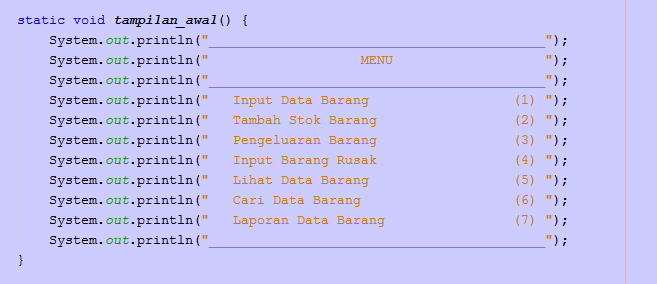 static void tampilan_awal() {
    System.out.println("__________________________________________");
    System.out.println("                   MENU                   ");
    System.out.println("__________________________________________");
    System.out.println("   Input Data Barang                  (1) ");
    System.out.println("   Tambah Stok Barang                 (2) ");
    System.out.println("   Pengeluaran Barang                 (3) ");
    System.out.println("   Input Barang Rusak                 (4) ");
    System.out.println("   Lihat Data Barang                  (5) ");
    System.out.println("   Cari Data Barang                   (6) ");
    System.out.println("   Laporan Data Barang                (7) ");
    System.out.println("__________________________________________");
}